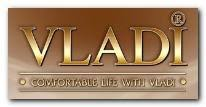 VLADI®
• COMFORTABLE LIFE WITH VLADI •